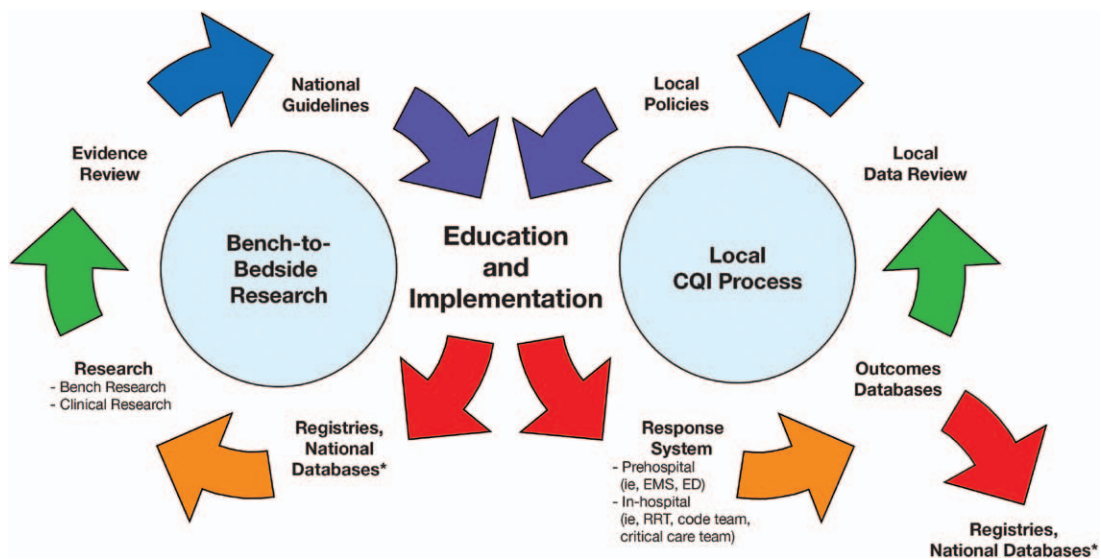 National
Guidelines
Local
Policies
Evidence
Review
Local
Data Review
Bench-to-
Bedside
Research
Education
and
Implementation
Local
CQI Process
Research
- Bench Research
- Clinical Research
Registries,
National
Databases*
Response
System
- Prehospital
(ie, EMS, ED)
- In-hospital
(ie, RRT, code team,
critical care team)
Outcomes
Databases
Registries,
National Databases*